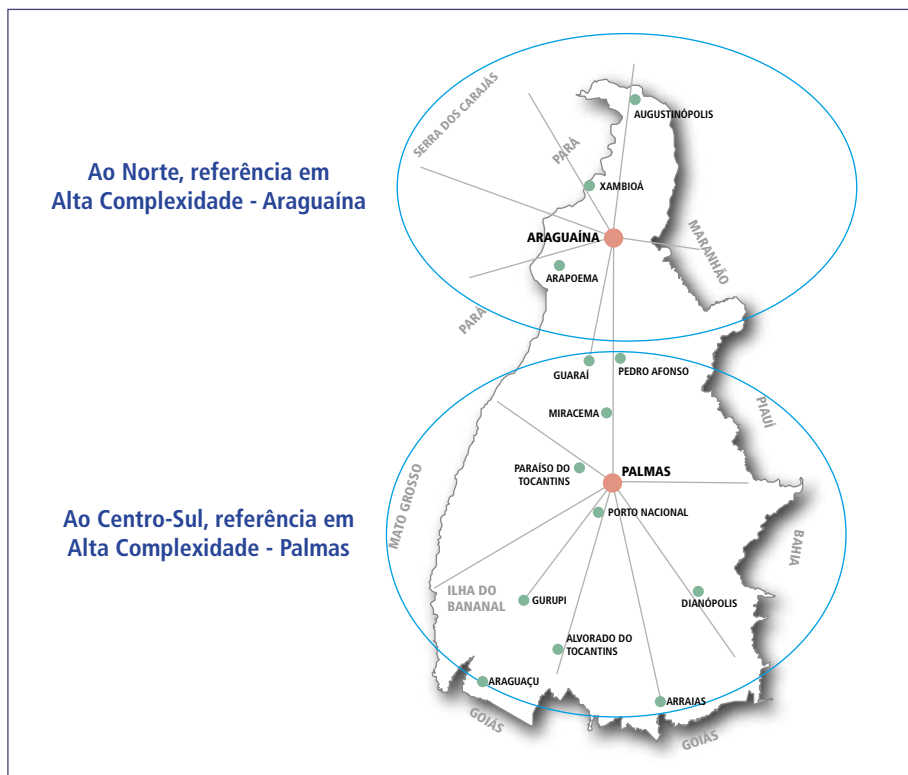 Ao Norte, referência em
Alta Complexidade - Araguaína
SERRA DOS CARAJÁS
PARÁ
AUGUSTINÓPOLIS
XAMBIOÁ
ARAGUAÍNA
MARANHÃO
ARAPOEMA
PARÁ
GUARAÍ
PEDRO AFONSO
MIRACEMA
PIAUÍ
PARAÍSO DO
TOCANTINS
PALMAS
MATO GROSSO
PORTO NACIONAL
Ao Centro-Sul, referência em
Alta Complexidade - Palmas
BAHIA
ILHA DO
BANANAL
GURUPI
DIANÓPOLIS
ALVORADO DO
TOCANTINS
ARAGUAÇU
ARRAIAS
GOIÁS
GOIÁS